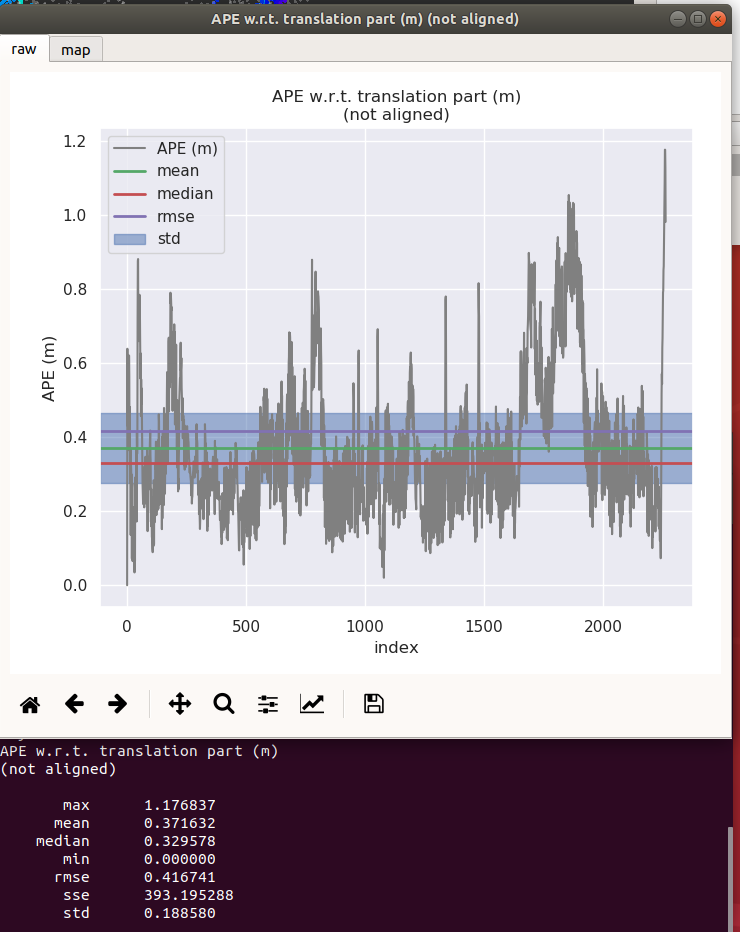 APE w.r.t. translation part (m) (not aligned)
raw
map
APE w.r.t. translation part (m)
(not aligned)
APE (m)
mean
median
rmse
std
1.2
1.0
0.8
0.6
0.4
0.2
0.0
APE (m)
0
500
1000
1500
2000
index
APE w.r.t. translation part (m)
(not aligned)
max 1.176837
mean 0.371632
median 0.329578
min 0.000000
rmse 0.416741
sse 393.195288
std 0.188580